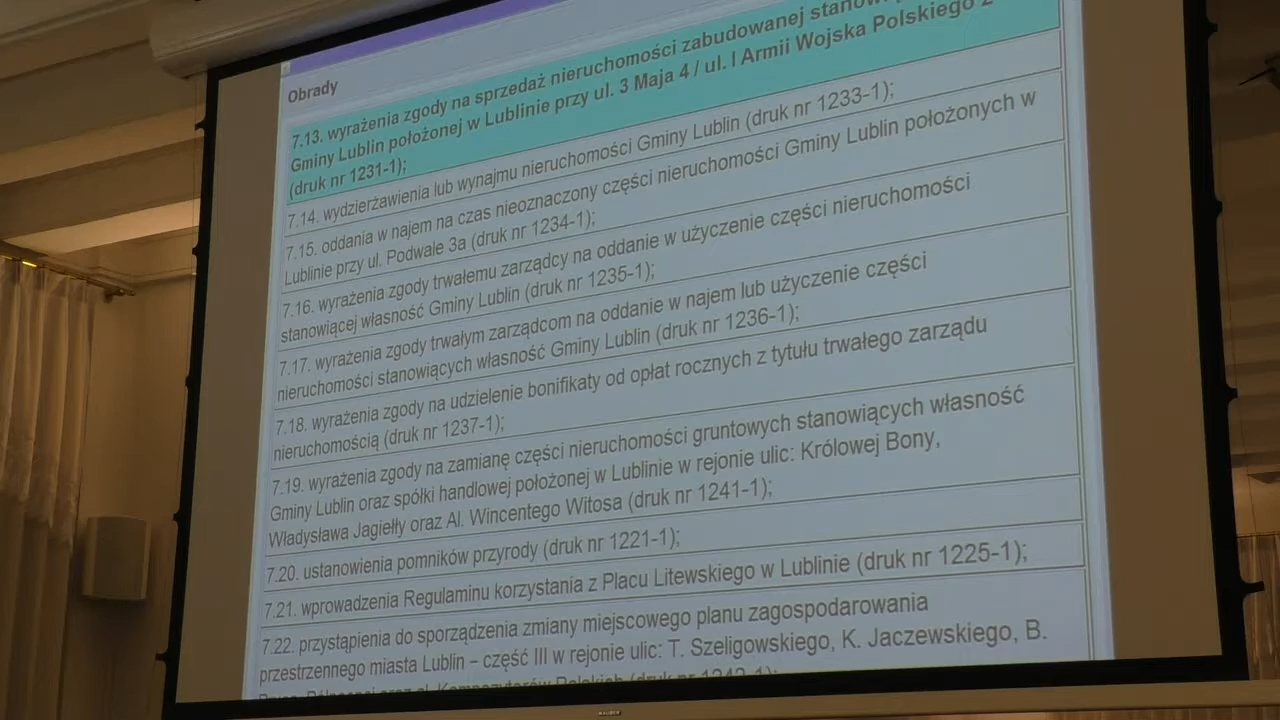 Obrady
7.13. wyrażenia zgody na sprzedaż nieruchomości zabudowanej
Gminy Lublin położonej w Lublinie przy ul. 3 Maja 4 / ul. I Armii Wojska Polskiego 2
(druk nr 1231-1);
7.14. wydzierżawienia lub wynajmu nieruchomości Gminy Lublin (druk nr 1233-1);
7.15. oddania w najem na czas nieoznaczony części nieruchomości Gminy Lublin położonych w
Lublinie przy ul. Podwale 3a (druk nr 1234-1);
7.16. wyrażenia zgody trwałemu zarządcy na oddanie w użyczenie części nieruchomości
stanowiącej własność Gminy Lublin (druk nr 1235-1);
7.17. wyrażenia zgody trwałym zarządcom na oddanie w najem lub użyczenie części
nieruchomości stanowiących własność Gminy Lublin (druk nr 1236-1);
7.18. wyrażenia zgody na udzielenie bonifikaty od opłat rocznych z tytułu trwałego zarządu
nieruchomością (druk nr 1237-1);
7.19. wyrażenia zgody na zamianę części nieruchomości gruntowych stanowiących własność
Gminy Lublin oraz spółki handlowej położonej w Lublinie w rejonie ulic: Królowej Bony,
Władysława Jagiełły oraz Al. Wincentego Witosa (druk nr 1241-1);
7.20. ustanowienia pomników przyrody (druk nr 1221-1);
7.21. wprowadzenia Regulaminu korzystania z Placu Litewskiego w Lublinie (druk nr 1225-1);
7.22. przystąpienia do sporządzenia zmiany miejscowego planu zagospodarowania
przestrzennego miasta Lublin – część III w rejonie ulic: T. Szeligowskiego, K. Jaczewskiego, B.